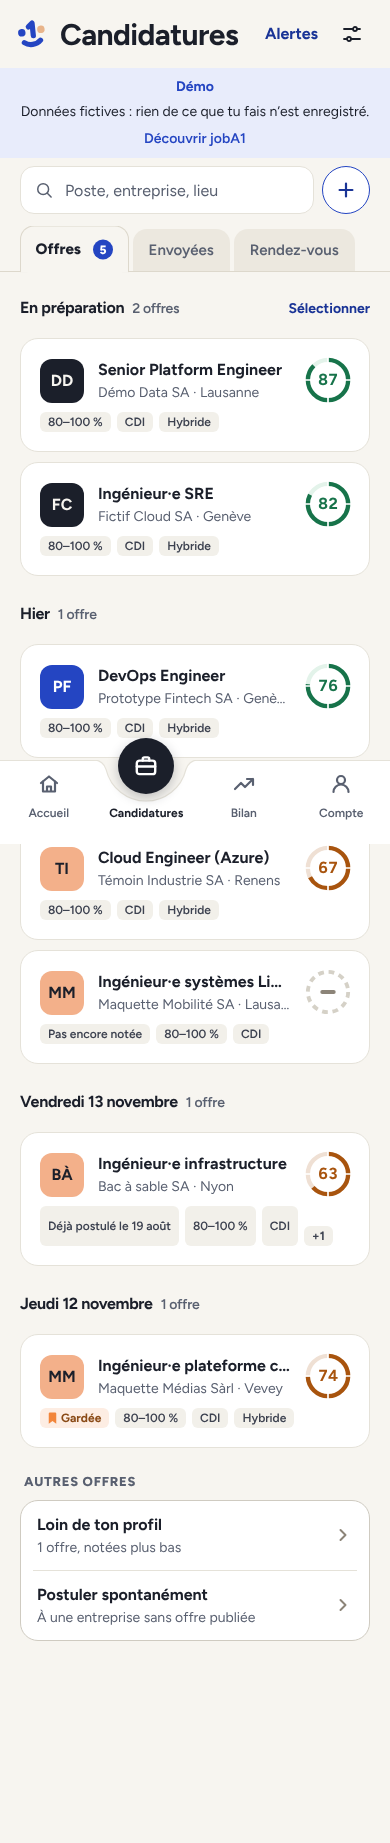 Candidatures
Alertes
Démo
Données fictives : rien de ce que tu fais n'est enregistré.
Découvrir jobA1
Poste, entreprise, lieu
Offres 5
Envoyées
Rendez-vous
En préparation 2 offres
Sélectionner
DD
Senior Platform Engineer
Démo Data SA · Lausanne
87
80–100 %
CDI
Hybride
FC
Ingénieur·e SRE
Fictif Cloud SA · Genève
82
80–100 %
CDI
Hybride
Hier 1 offre
PF
DevOps Engineer
Prototype Fintech SA · Genè…
76
80–100 %
CDI
Hybride
Accueil
Candidatures
Bilan
Compte
TI
Cloud Engineer (Azure)
Témoin Industrie SA · Renens
67
80–100 %
CDI
Hybride
MM
Ingénieur·e systèmes Li…
Maquette Mobilité SA · Lausa…
Pas encore notée
80–100 %
CDI
Vendredi 13 novembre 1 offre
BÀ
Ingénieur·e infrastructure
Bac à sable SA · Nyon
63
Déjà postulé le 19 août
80–100 %
CDI
+1
Jeudi 12 novembre 1 offre
MM
Ingénieur·e plateforme c…
Maquette Médias Sàrl · Vevey
74
Gardée
80–100 %
CDI
Hybride
AUTRES OFFRES
Loin de ton profil
1 offre, notées plus bas
Postuler spontanément
À une entreprise sans offre publiée